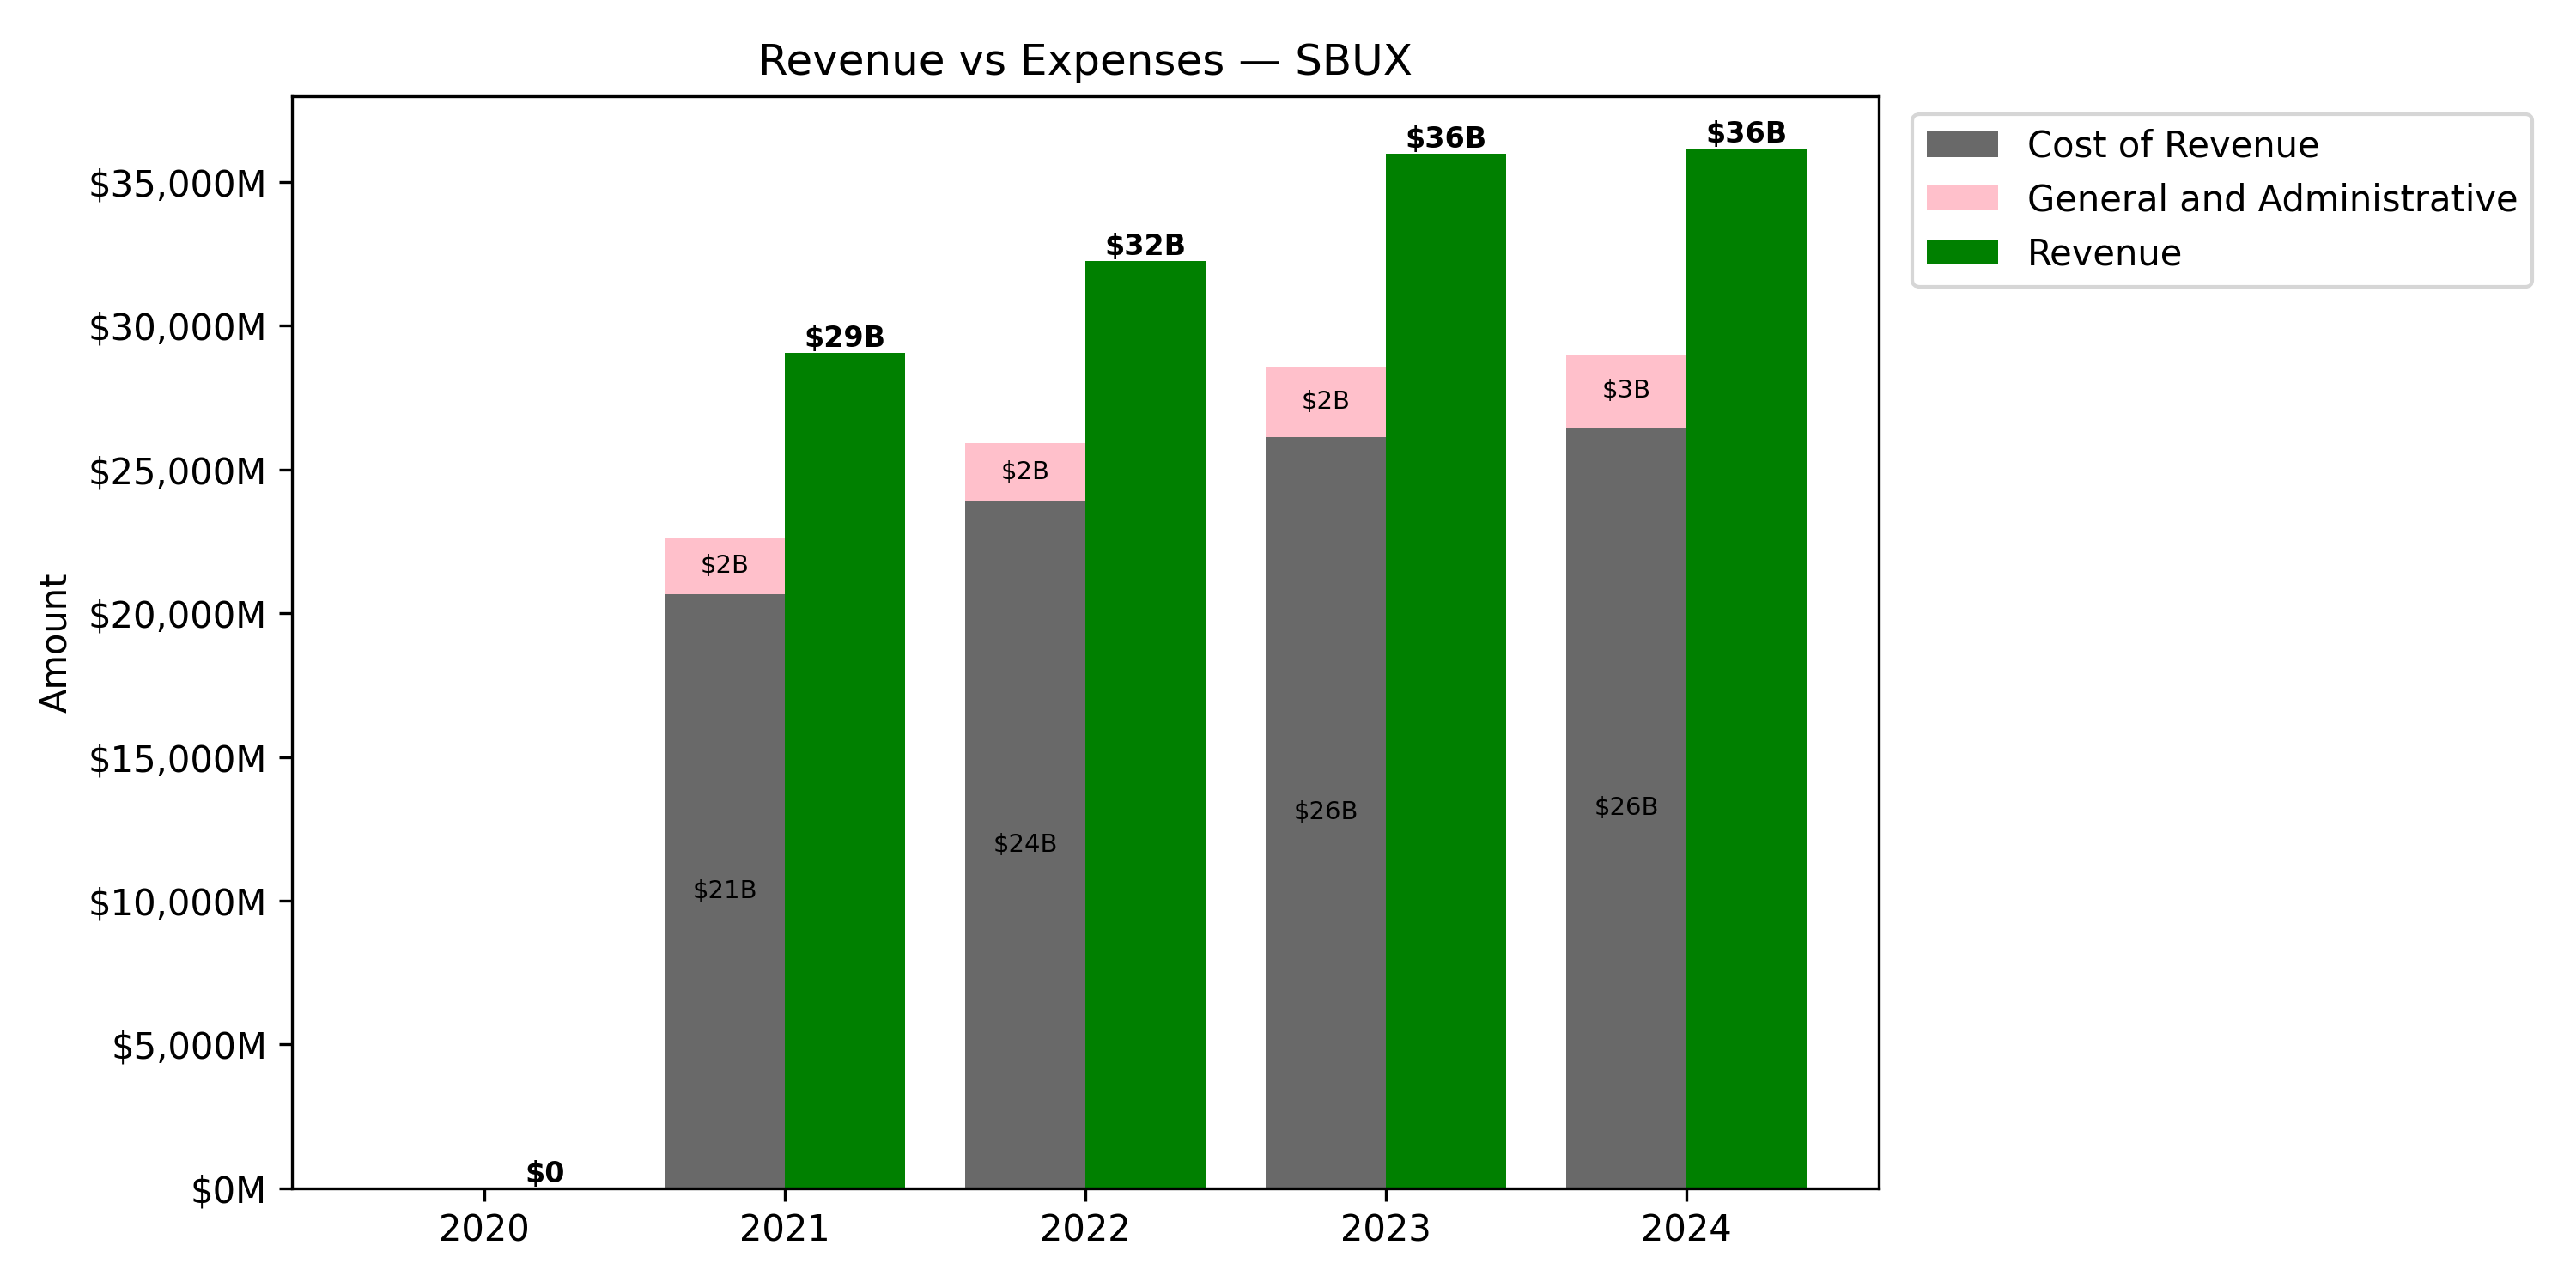 Revenue vs Expenses — SBUX
Cost of Revenue
General and Administrative
Revenue
Amount
$35,000M
$30,000M
$25,000M
$20,000M
$15,000M
$10,000M
$5,000M
$0M
$0
$29B
$2B
$21B
$32B
$2B
$24B
$36B
$2B
$26B
$36B
$3B
$26B
2020
2021
2022
2023
2024